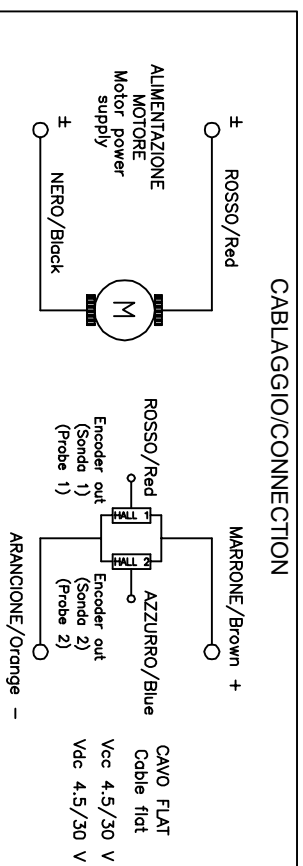 CABLAGGIO/CONNECTION
±
ROSSO/Red
ALIMENTAZIONE
MOTORE
Motor power
supply
M
±
NERO/Black
MARRONE/Brown +
ROSSO/Red
HALL 1
HALL 2
AZZURRO/Blue
Encoder out
(Sonda 1)
(Probe 1)
Encoder out
(Sonda 2)
(Probe 2)
ARANCIONE/Orange -
CAVO FLAT
Cable flat
Vcc 4.5/30 V
Vdc 4.5/30 V